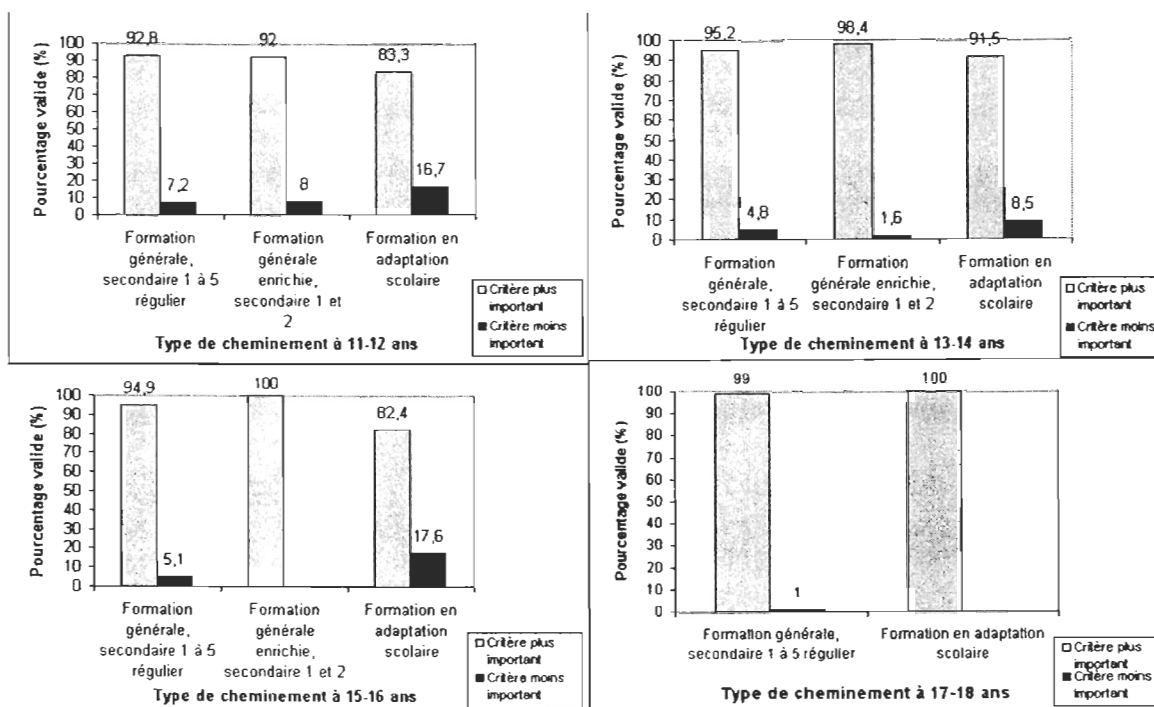 92,8
92
83,3
100
90
80
70
60
50
40
30
20
10
0
Pourcentage valide (%)
7,2
8
16,7
Formation
générale,
secondaire 1 à 5
régulier
Formation
générale
enrichie,
secondaire 1 et
2
Formation en
adaptation
scolaire
Critère plus
important
Critère moins
important
Type de cheminement à 11-12 ans
95,2
98,4
91,5
100
90
80
70
60
50
40
30
20
10
0
Pourcentage valide (%)
4,8
1,6
8,5
Formation
générale,
secondaire 1 à 5
régulier
Formation
générale enrichie,
secondaire 1 et 2
Formation en
adaptation
scolaire
Critère plus
important
Critère moins
important
Type de cheminement à 13-14 ans
94,9
100
82,4
100
90
80
70
60
50
40
30
20
10
0
Pourcentage valide (%)
5,1
17,6
Formation
générale,
secondaire 1 à 5
régulier
Formation
générale
enrichie,
secondaire 1 et 2
Formation en
adaptation
scolaire
Critère plus
important
Critère moins
important
Type de cheminement à 15-16 ans
99
100
100
90
80
70
60
50
40
30
20
10
0
Pourcentage valide (%)
1
Formation générale,
secondaire 1 à 5 régulier
Formation en adaptation
scolaire
Critère plus
important
Critère moins
important
Type de cheminement à 17-18 ans